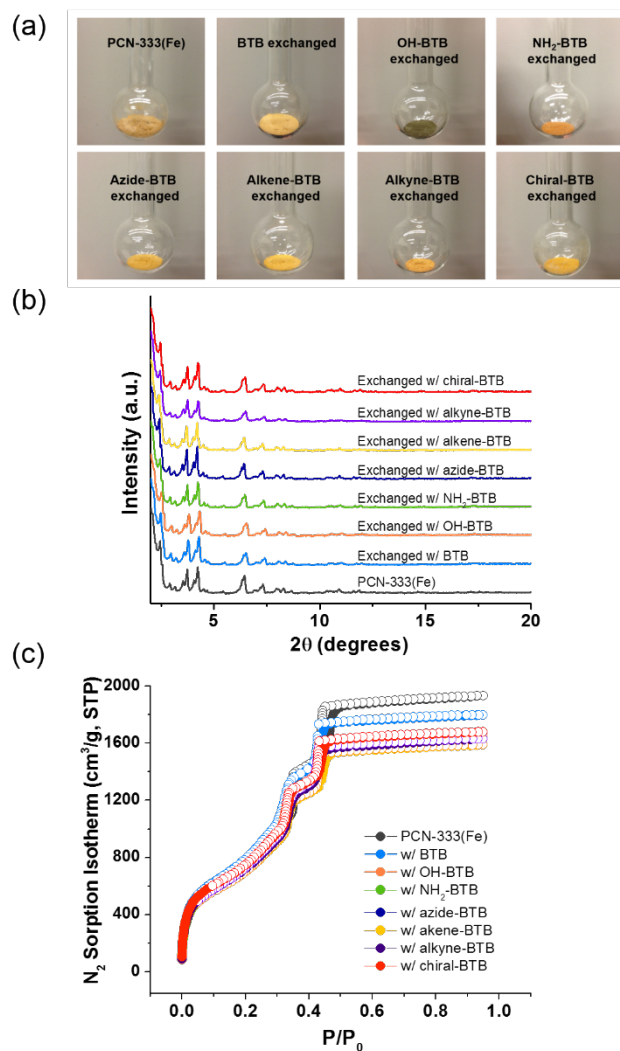 (a)
PCN-333(Fe)
BTB exchanged
OH-BTB
exchanged
NH2-BTB
exchanged
Azide-BTB
exchanged
Alkene-BTB
exchanged
Alkyne-BTB
exchanged
Chiral-BTB
exchanged
(b)
Intensity (a.u.)
Exchanged w/ chiral-BTB
Exchanged w/ alkyne-BTB
Exchanged w/ alkene-BTB
Exchanged w/ azide-BTB
Exchanged w/ NH2-BTB
Exchanged w/ OH-BTB
Exchanged w/ BTB
PCN-333(Fe)
5 10 15 20
2θ (degrees)
(c)
N2 Sorption Isotherm (cm3/g, STP)
2000
1600
1200
800
400
0
PCN-333(Fe)
w/ BTB
w/ OH-BTB
w/ NH2-BTB
w/ azide-BTB
w/ akene-BTB
w/ alkyne-BTB
w/ chiral-BTB
0.0 0.2 0.4 0.6 0.8 1.0
P/P0